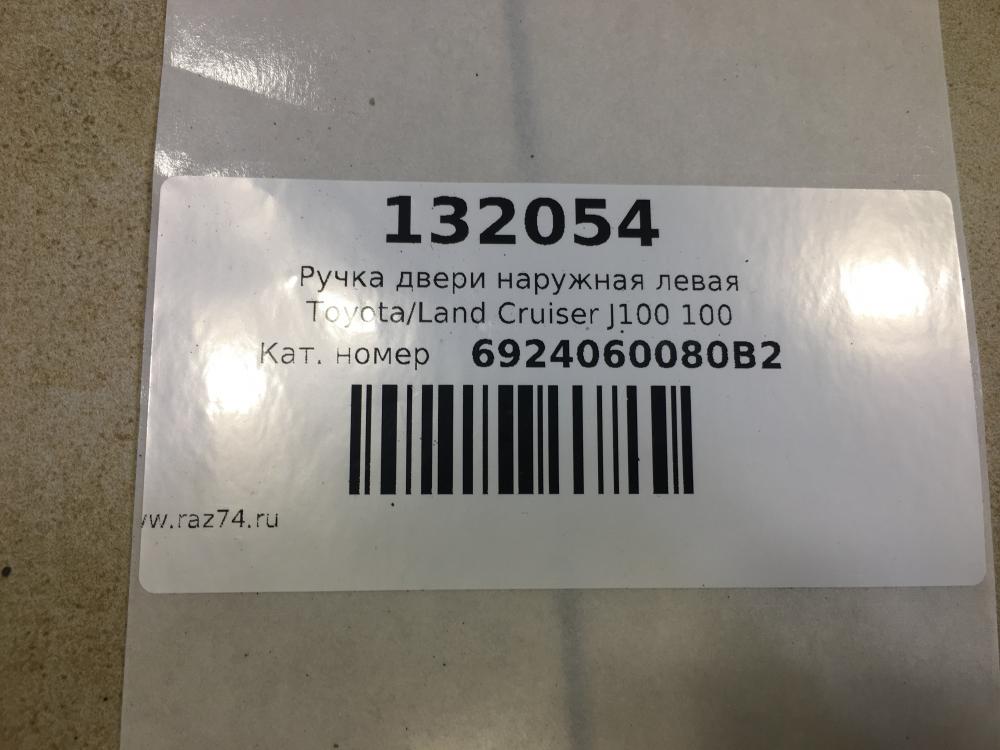 132054
Ручка двери наружная левая
Toyota/Land Cruiser J100 100
Кат. номер 6924060080B2
w.raz74.ru